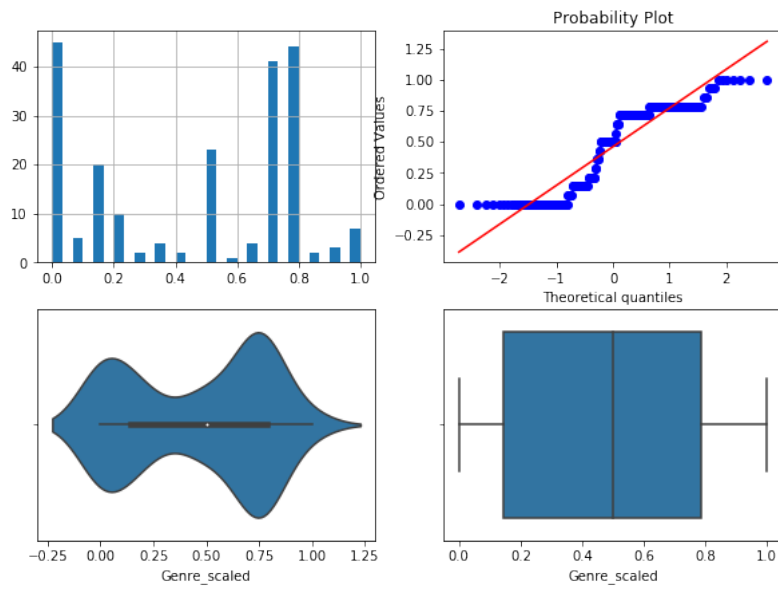 Probability Plot
40
30
20
10
0
0.0 0.2 0.4 0.6 0.8 1.0
Ordered Values
1.25
1.00
0.75
0.50
0.25
0.00
−0.25
−2 −1 0 1 2
Theoretical quantiles
−0.25 0.00 0.25 0.50 0.75 1.00 1.25
Genre_scaled
0.0 0.2 0.4 0.6 0.8 1.0
Genre_scaled